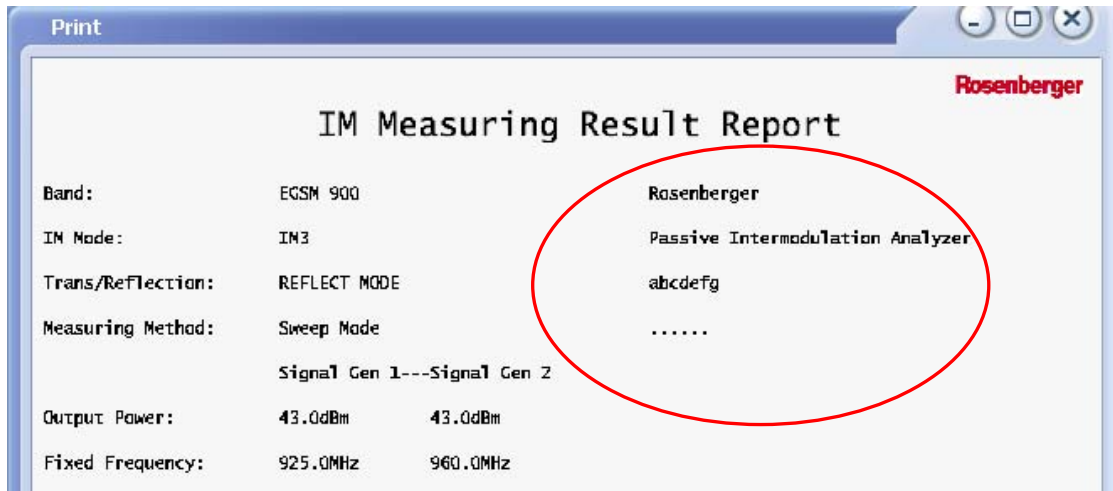 Print
Rosenberger
IM Measuring Result Report
Band: EGSM 900 Rosenberger
IM Mode: IM3 Passive Intermodulation Analyzer
Trans/Reflection: REFLECT MODE abcdefg
Measuring Method: Sweep Mode ......
Signal Gen 1---Signal Gen 2
Output Power: 43.0dBm 43.0dBm
Fixed Frequency: 925.0MHz 960.0MHz